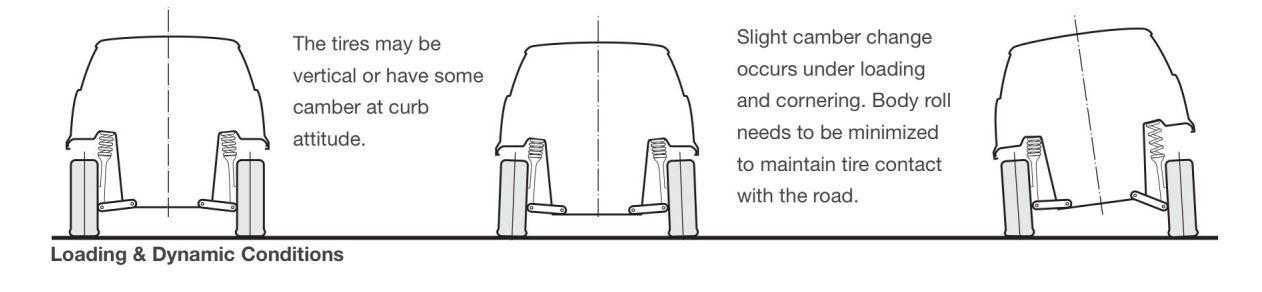 The tires may be
vertical or have some
camber at curb
attitude.
Slight camber change
occurs under loading
and cornering. Body roll
needs to be minimized
to maintain tire contact
with the road.
Loading & Dynamic Conditions